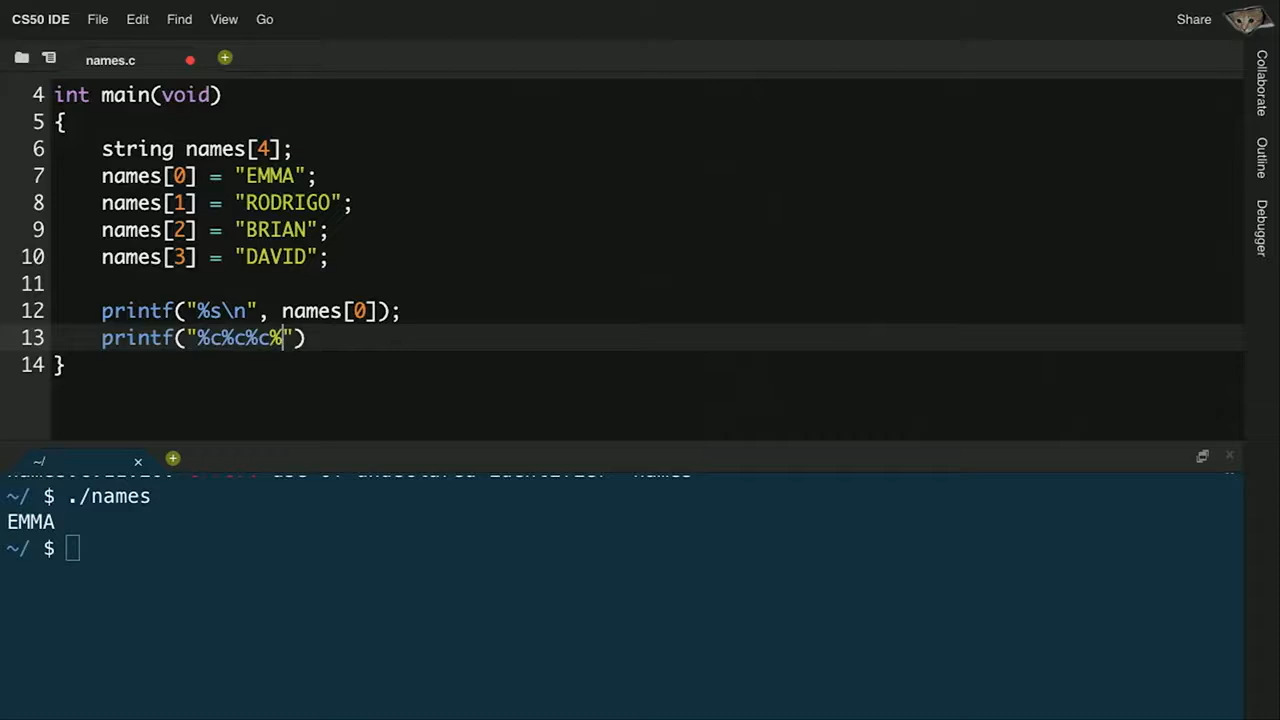 CS50 IDE File Edit Find View Go Share
names.c
4 int main(void)
5 {
6 string names[4];
7 names[0] = "EMMA";
8 names[1] = "RODRIGO";
9 names[2] = "BRIAN";
10 names[3] = "DAVID";
11
12 printf("%s\n", names[0]);
13 printf("%c%c%c%")
14 }
Collaborate
Outline
Debugger
~/
~/ $ ./names
EMMA
~/ $